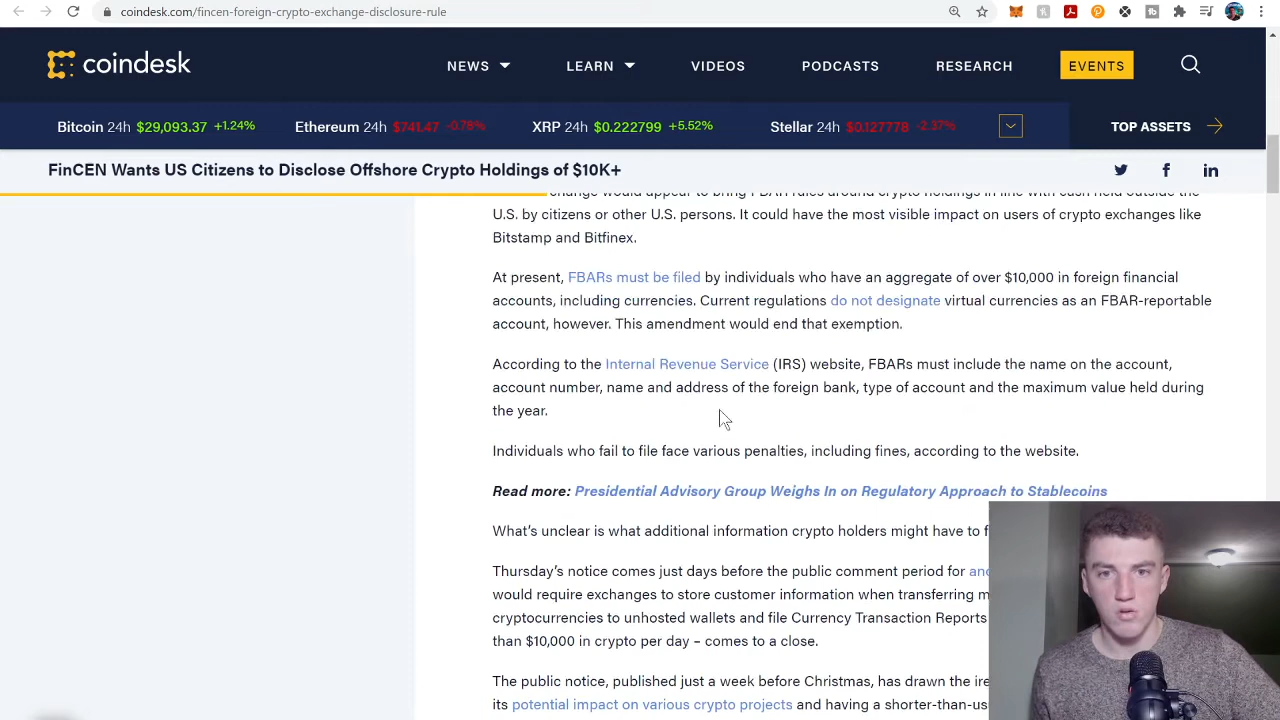 coindesk.com/fincen-foreign-crypto-exchange-disclosure-rule
coindesk
NEWS
LEARN
VIDEOS
PODCASTS
RESEARCH
EVENTS
Bitcoin 24h $29,093.37 +1.24%
Ethereum 24h $741.47 -0.78%
XRP 24h $0.222799 +5.52%
Stellar 24h $0.127778 -2.37%
TOP ASSETS
FinCEN Wants US Citizens to Disclose Offshore Crypto Holdings of $10K+
change would appear to bring FBAR rules around crypto holdings in line with cash held outside the
U.S. by citizens or other U.S. persons. It could have the most visible impact on users of crypto exchanges like
Bitstamp and Bitfinex.
At present, FBARs must be filed by individuals who have an aggregate of over $10,000 in foreign financial
accounts, including currencies. Current regulations do not designate virtual currencies as an FBAR-reportable
account, however. This amendment would end that exemption.
According to the Internal Revenue Service (IRS) website, FBARs must include the name on the account,
account number, name and address of the foreign bank, type of account and the maximum value held during
the year.
Individuals who fail to file face various penalties, including fines, according to the website.
Read more: Presidential Advisory Group Weighs In on Regulatory Approach to Stablecoins
What's unclear is what additional information crypto holders might have to
Thursday's notice comes just days before the public comment period for
would require exchanges to store customer information when transferring
cryptocurrencies to unhosted wallets and file Currency Transaction Reports
than $10,000 in crypto per day – comes to a close.
The public notice, published just a week before Christmas, has drawn the
its potential impact on various crypto projects and having a